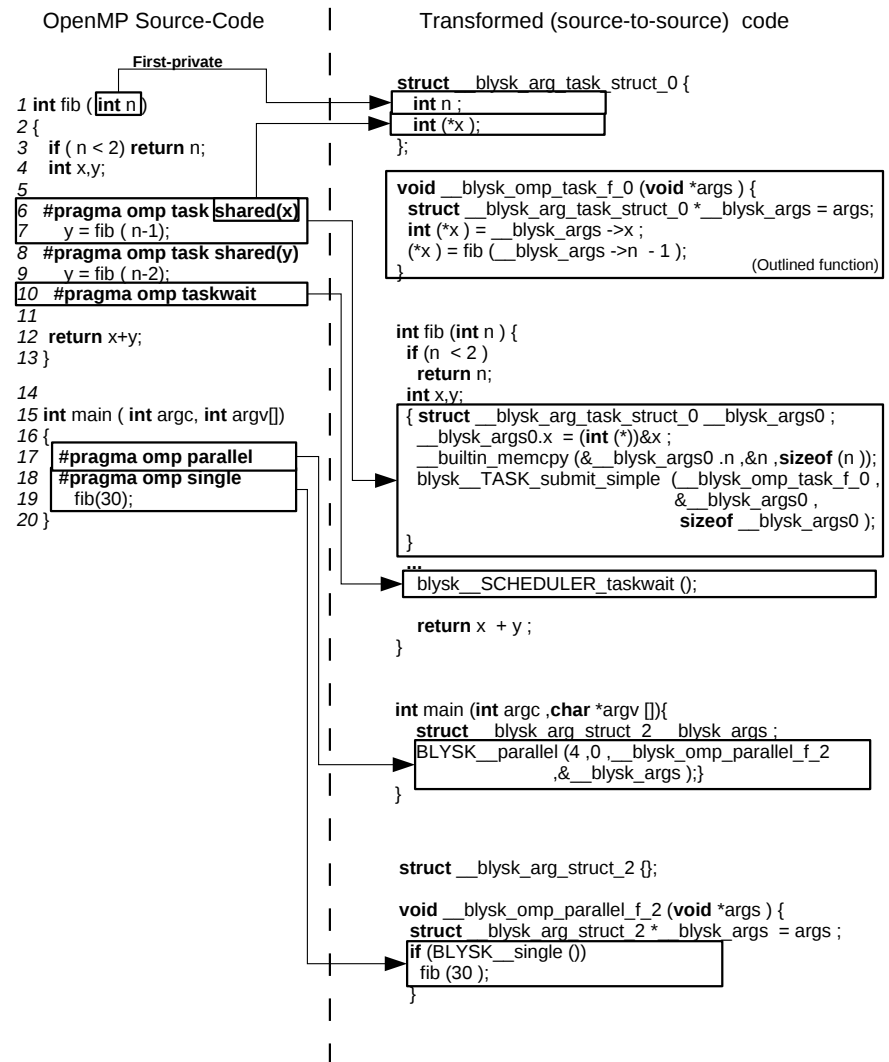 OpenMP Source-Code
First-private
1 int fib ( int n )
2 {
3 if ( n < 2) return n;
4 int x,y;
5
6 #pragma omp task shared(x)
7 y = fib ( n-1);
8 #pragma omp task shared(y)
9 y = fib ( n-2);
10 #pragma omp taskwait
11
12 return x+y;
13 }
14
15 int main ( int argc, int argv[])
16 {
17 #pragma omp parallel
18 #pragma omp single
19 fib(30);
20 }
Transformed (source-to-source) code
struct __blysk_arg_task_struct_0 {
int n ;
int (*x );
};
void __blysk_omp_task_f_0 (void *args ) {
struct __blysk_arg_task_struct_0 *__blysk_args = args;
int (*x ) = __blysk_args ->x ;
(*x ) = fib (__blysk_args ->n - 1 );
}
(Outlined function)
int fib (int n ) {
if (n < 2 )
return n;
int x,y;
{ struct __blysk_arg_task_struct_0 __blysk_args0 ;
__blysk_args0.x = (int (*))&x ;
__builtin_memcpy (&__blysk_args0 .n ,&n ,sizeof (n ));
blysk__TASK_submit_simple (__blysk_omp_task_f_0 ,
&__blysk_args0 ,
sizeof __blysk_args0 );
}
...
blysk__SCHEDULER_taskwait ();
return x + y ;
}
int main (int argc ,char *argv []){
struct __blysk_arg_struct_2 __blysk_args ;
BLYSK__parallel (4 ,0 ,__blysk_omp_parallel_f_2
,&__blysk_args );}
}
struct __blysk_arg_struct_2 {};
void __blysk_omp_parallel_f_2 (void *args ) {
struct __blysk_arg_struct_2 *__blysk_args = args ;
if (BLYSK__single ())
fib (30 );
}